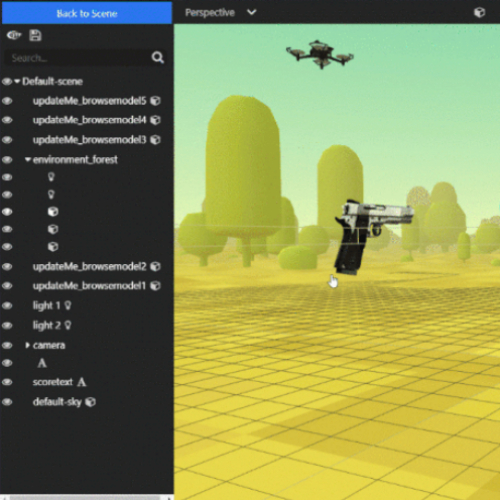 Back to Scene
Perspective
Search...
Default-scene
updateMe_browsemodel5
updateMe_browsemodel4
updateMe_browsemodel3
environment_forest
updateMe_browsemodel2
updateMe_browsemodel1
light 1
light 2
camera
A
scoretext A
default-sky